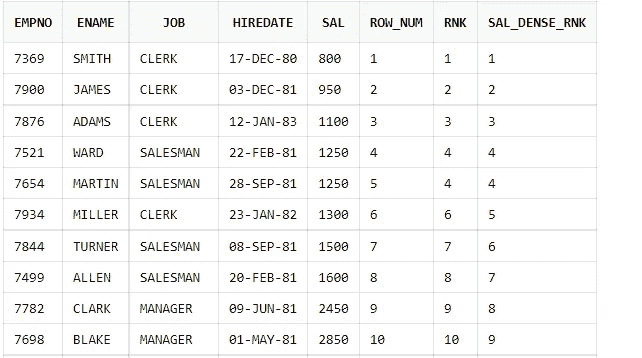 EMPNO ENAME JOB HIREDATE SAL ROW_NUM RNK SAL_DENSE_RNK
7369 SMITH CLERK 17-DEC-80 800 1 1 1
7900 JAMES CLERK 03-DEC-81 950 2 2 2
7876 ADAMS CLERK 12-JAN-83 1100 3 3 3
7521 WARD SALESMAN 22-FEB-81 1250 4 4 4
7654 MARTIN SALESMAN 28-SEP-81 1250 5 4 4
7934 MILLER CLERK 23-JAN-82 1300 6 6 5
7844 TURNER SALESMAN 08-SEP-81 1500 7 7 6
7499 ALLEN SALESMAN 20-FEB-81 1600 8 8 7
7782 CLARK MANAGER 09-JUN-81 2450 9 9 8
7698 BLAKE MANAGER 01-MAY-81 2850 10 10 9